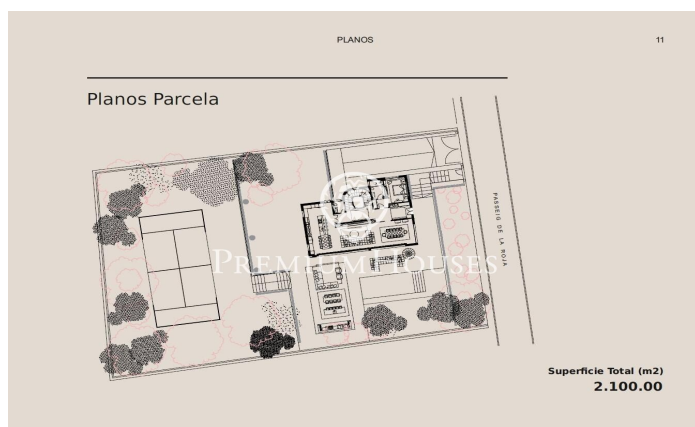 PLANOS
11
Planos Parcela
PASSEIG DE LA ROJA
PREMIUM HOUSES
Superficie Total (m2)
2.100.00